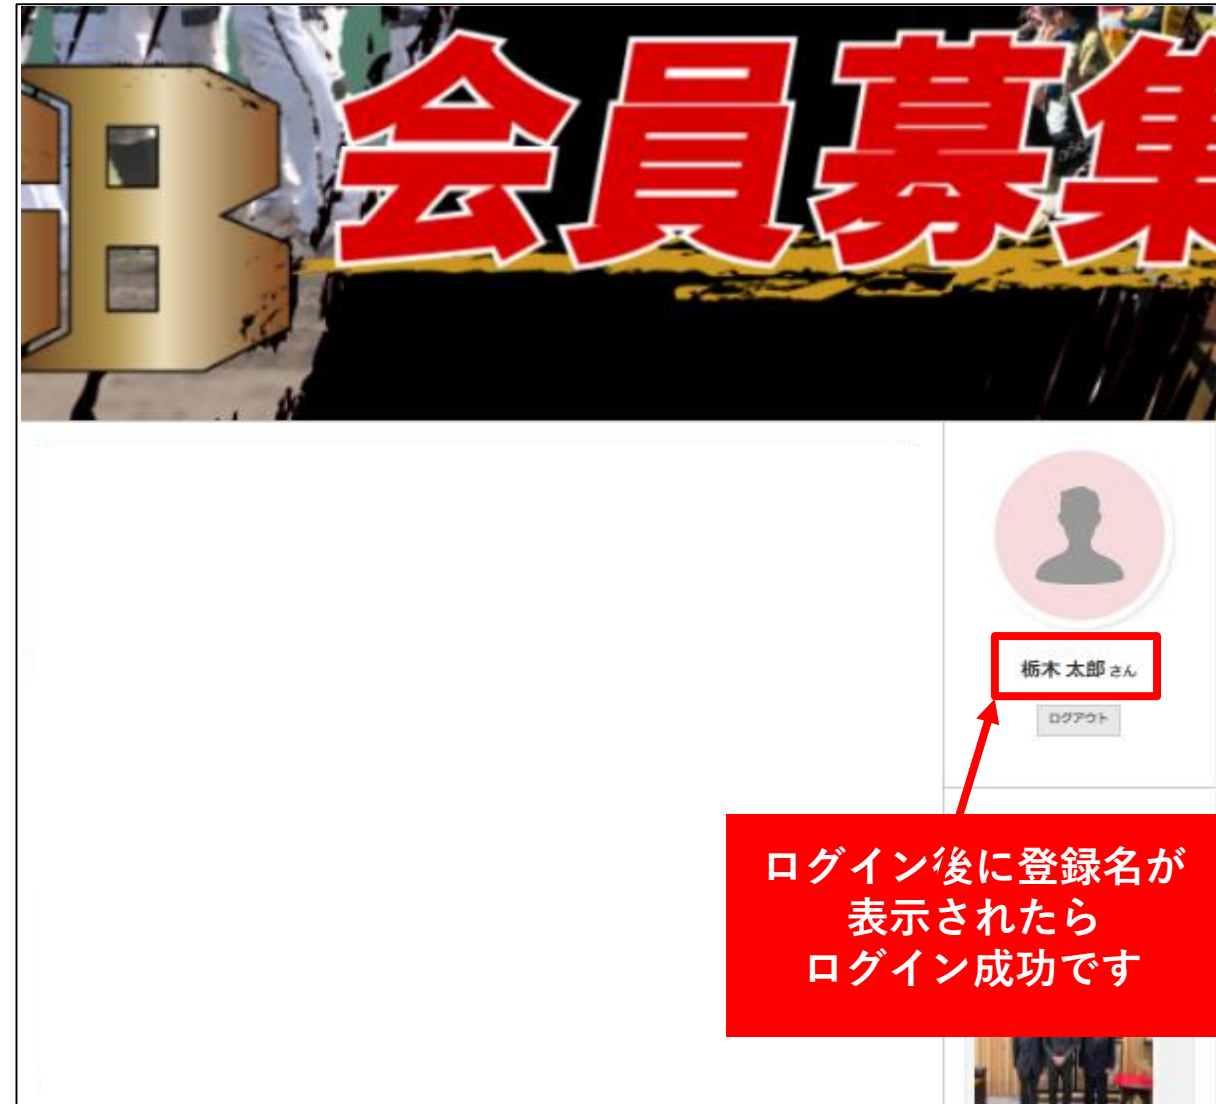 会員募集
栃木 太郎 さん
ログアウト
ログイン後に登録名が
表示されたら
ログイン成功です